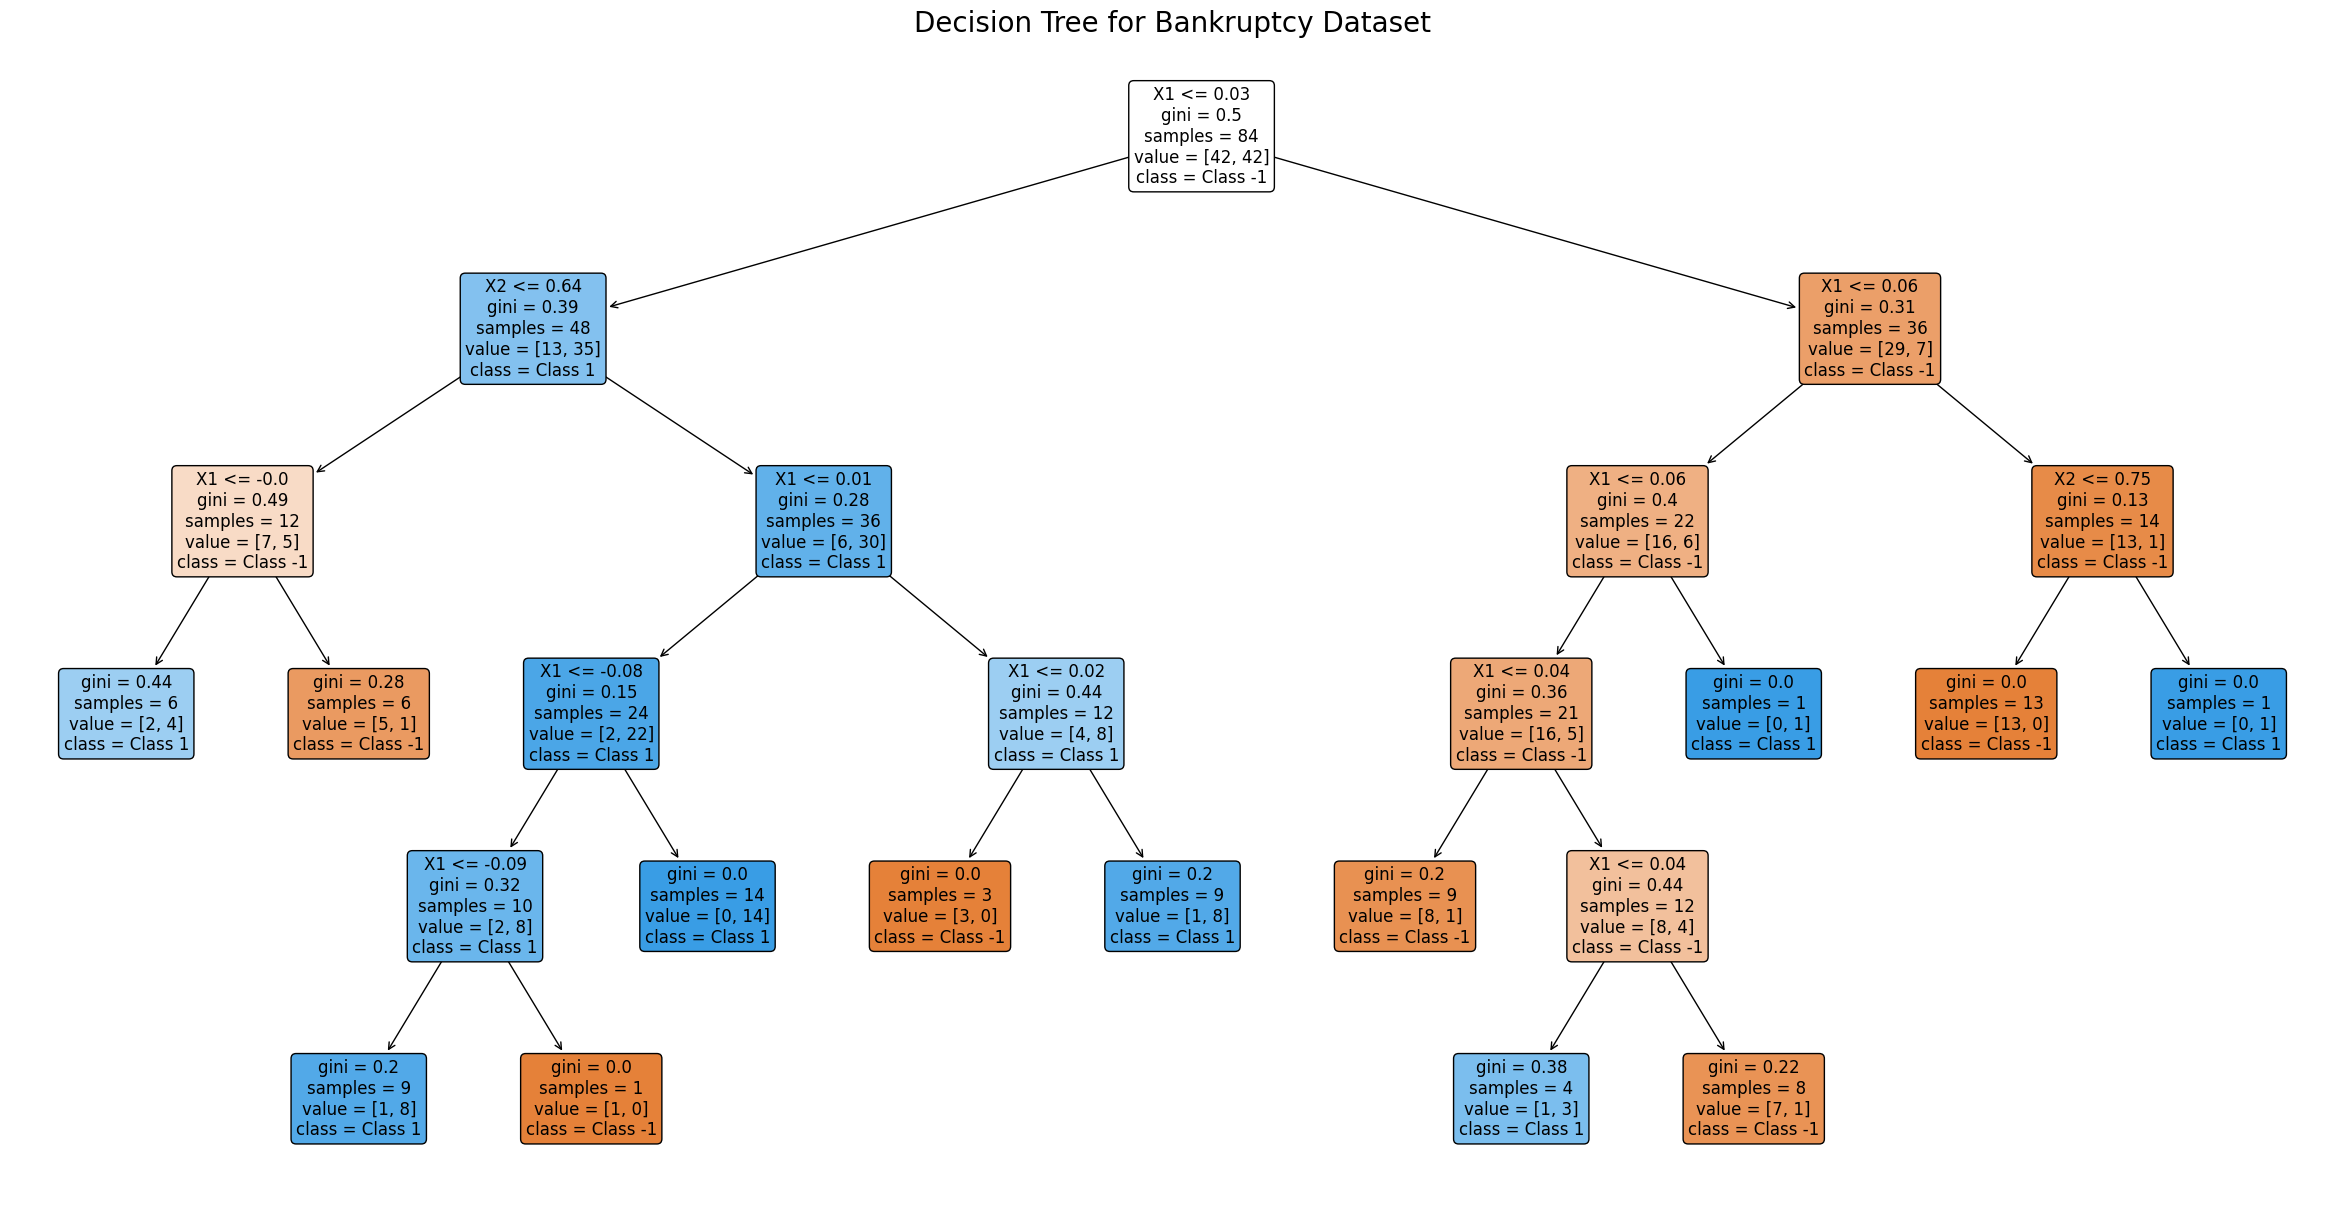 Decision Tree for Bankruptcy Dataset
X1 <= 0.03
gini = 0.5
samples = 84
value = [42, 42]
class = Class -1
X2 <= 0.64
gini = 0.39
samples = 48
value = [13, 35]
class = Class 1
X1 <= 0.06
gini = 0.31
samples = 36
value = [29, 7]
class = Class -1
X1 <= -0.0
gini = 0.49
samples = 12
value = [7, 5]
class = Class -1
X1 <= 0.01
gini = 0.28
samples = 36
value = [6, 30]
class = Class 1
X1 <= 0.06
gini = 0.4
samples = 22
value = [16, 6]
class = Class -1
X2 <= 0.75
gini = 0.13
samples = 14
value = [13, 1]
class = Class -1
gini = 0.44
samples = 6
value = [2, 4]
class = Class 1
gini = 0.28
samples = 6
value = [5, 1]
class = Class -1
X1 <= -0.08
gini = 0.15
samples = 24
value = [2, 22]
class = Class 1
X1 <= 0.02
gini = 0.44
samples = 12
value = [4, 8]
class = Class 1
X1 <= 0.04
gini = 0.36
samples = 21
value = [16, 5]
class = Class -1
gini = 0.0
samples = 1
value = [0, 1]
class = Class 1
gini = 0.0
samples = 13
value = [13, 0]
class = Class -1
gini = 0.0
samples = 1
value = [0, 1]
class = Class 1
X1 <= -0.09
gini = 0.32
samples = 10
value = [2, 8]
class = Class 1
gini = 0.0
samples = 14
value = [0, 14]
class = Class 1
gini = 0.0
samples = 3
value = [3, 0]
class = Class -1
gini = 0.2
samples = 9
value = [1, 8]
class = Class 1
gini = 0.2
samples = 9
value = [8, 1]
class = Class -1
X1 <= 0.04
gini = 0.44
samples = 12
value = [8, 4]
class = Class -1
gini = 0.2
samples = 9
value = [1, 8]
class = Class 1
gini = 0.0
samples = 1
value = [1, 0]
class = Class -1
gini = 0.38
samples = 4
value = [1, 3]
class = Class 1
gini = 0.22
samples = 8
value = [7, 1]
class = Class -1